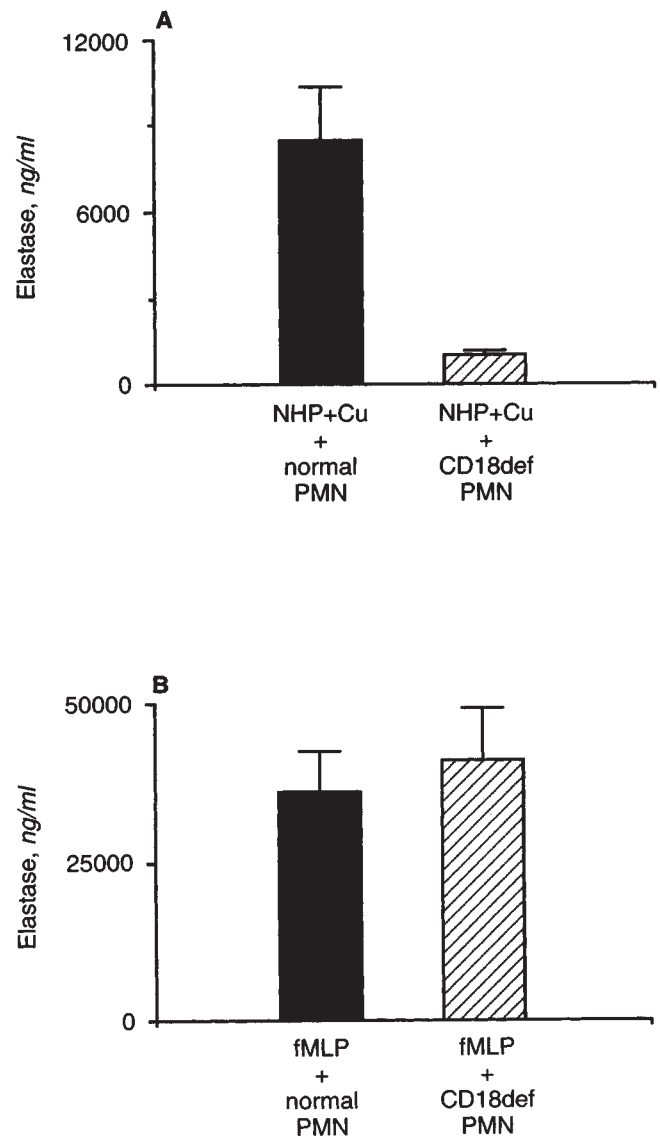 A
12000
6000
0
Elastase, ng/ml
NHP+Cu
+
normal
PMN
NHP+Cu
+
CD18def
PMN
B
50000
25000
0
Elastase, ng/ml
fMLP
+
normal
PMN
fMLP
+
CD18def
PMN